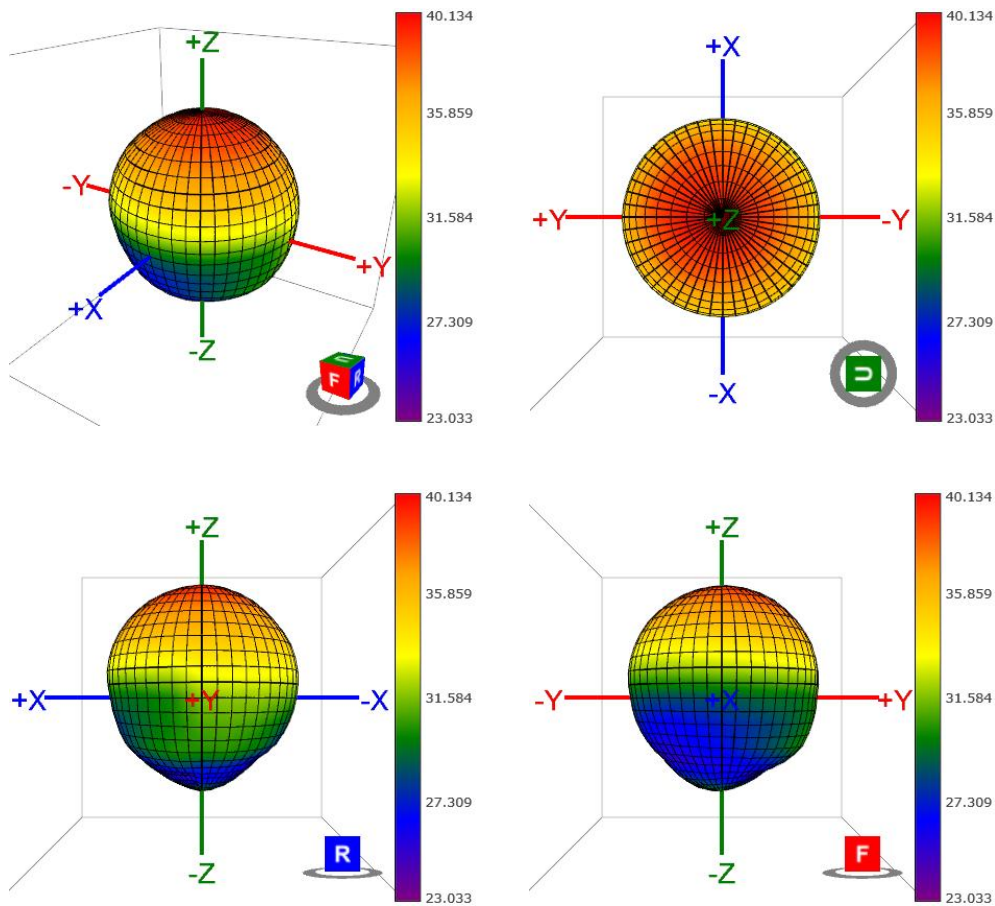 +Z
40.134
35.859
-Y
31.584
+Y
+X
27.309
-Z
U
F
R
23.033
40.134
+X
35.859
+Y
+Z
-Y
31.584
27.309
-X
U
23.033
40.134
+Z
35.859
+X
+Y
-X
31.584
27.309
R
-Z
23.033
40.134
+Z
35.859
-Y
+X
+Y
31.584
27.309
F
-Z
23.033